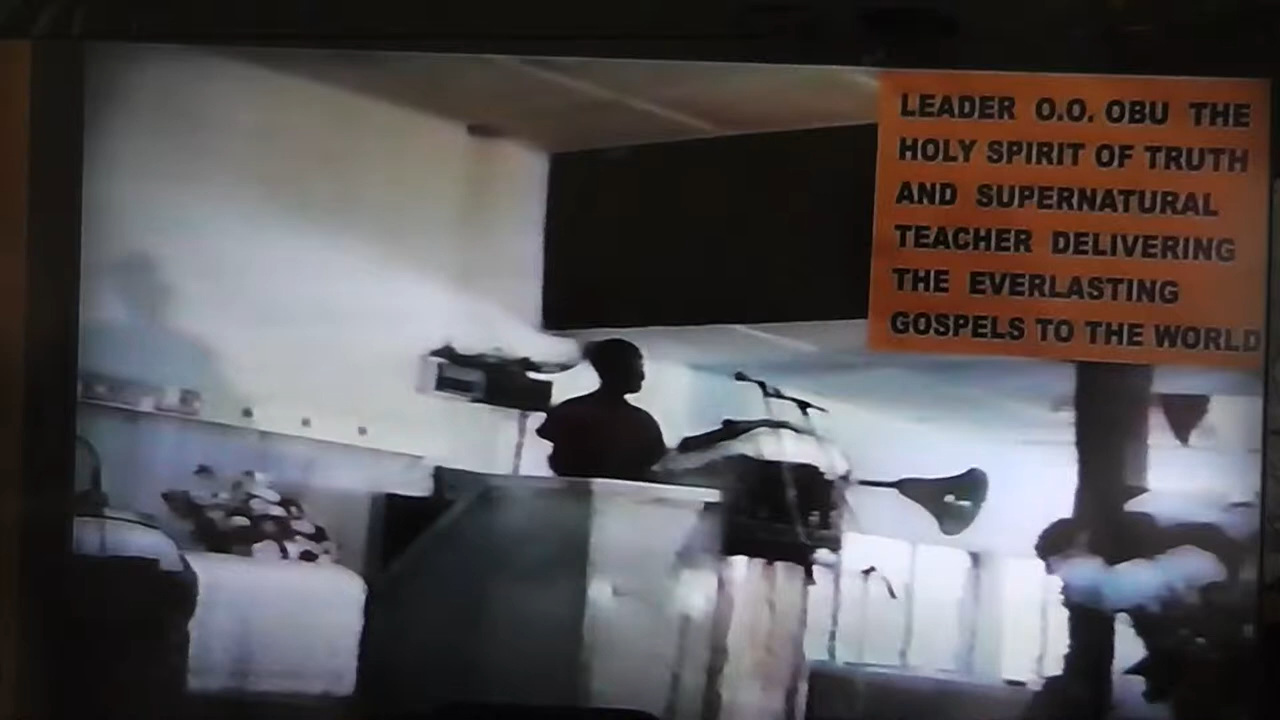 LEADER O.O. OBU THE
HOLY SPIRIT OF TRUTH
AND SUPERNATURAL
TEACHER DELIVERING
THE EVERLASTING
GOSPELS TO THE WORLD